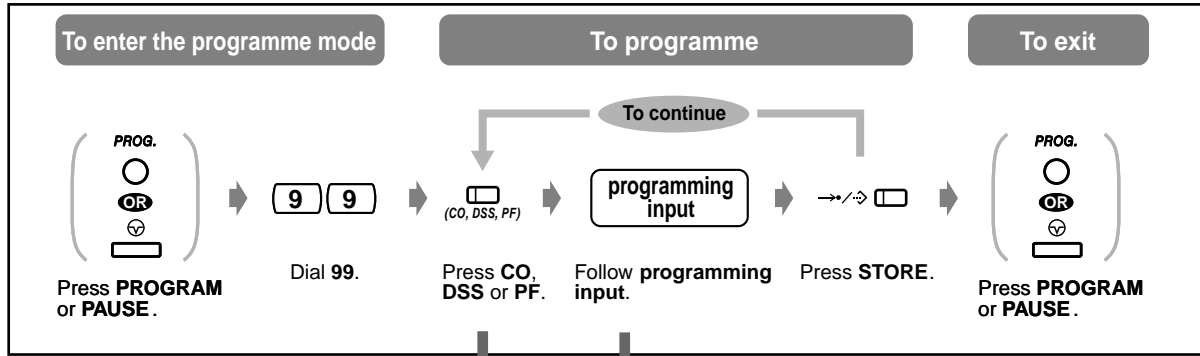 To enter the programme mode
To programme
To exit
To continue
PROG.
OR
9 9
(CO, DSS, PF)
programming
input
PROG.
OR
Press PROGRAM
or PAUSE.
Dial 99.
Press CO,
DSS or PF.
Follow programming
input.
Press STORE.
Press PROGRAM
or PAUSE.